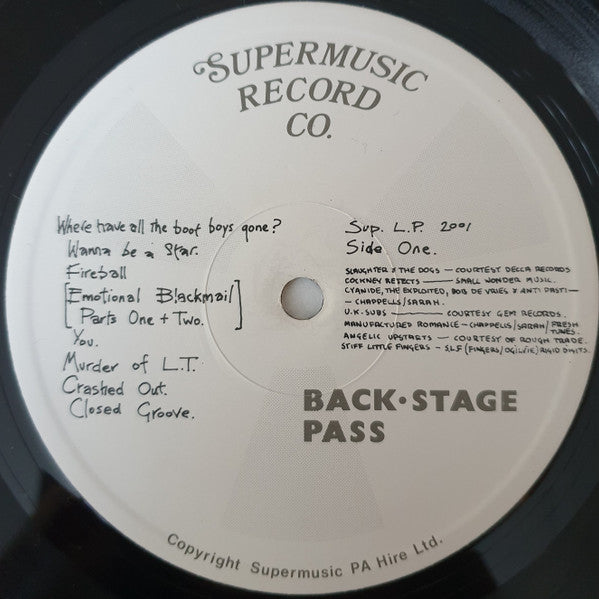 SUPERMUSIC
RECORD
CO.
Where have all the boot boys gone?
Wanna be a Star.
Fireball
[Emotional Blackmail
Parts One + Two.]
You.
Murder of L.T.
Crashed Out.
Closed Groove.
Sup. L.P. 2001
Side One.
SLAUGHTER & THE DOGS — COURTESY DECCA RECORDS
COCKNEY REJECTS — SMALL WONDER MUSIC.
CYANIDE, THE EXPLOITED, BOB DE VRIES & ANTI PASTI —
— CHAPPELLS/SARAH.
U.K. SUBS — COURTESY GEM RECORDS.
MANUFACTURED ROMANCE — CHAPPELLS/SARAH/FRESH
TUNES.
ANGELIC UPSTARTS — COURTESY OF ROUGH TRADE.
STIFF LITTLE FINGERS — S.L.F (FINGERS/OGILVIE) RIGID DIGITS.
BACK·STAGE
PASS
Copyright Supermusic PA Hire Ltd.